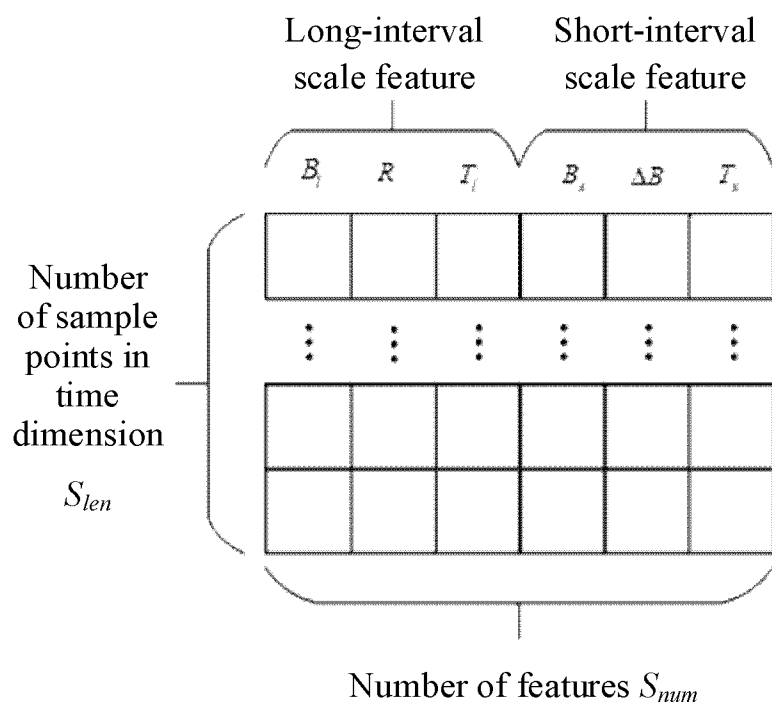 Long-interval
scale feature
Short-interval
scale feature
B_l R T_l B_s ΔB T_s
Number
of sample
points in
time
dimension
S_len
Number of features S_num